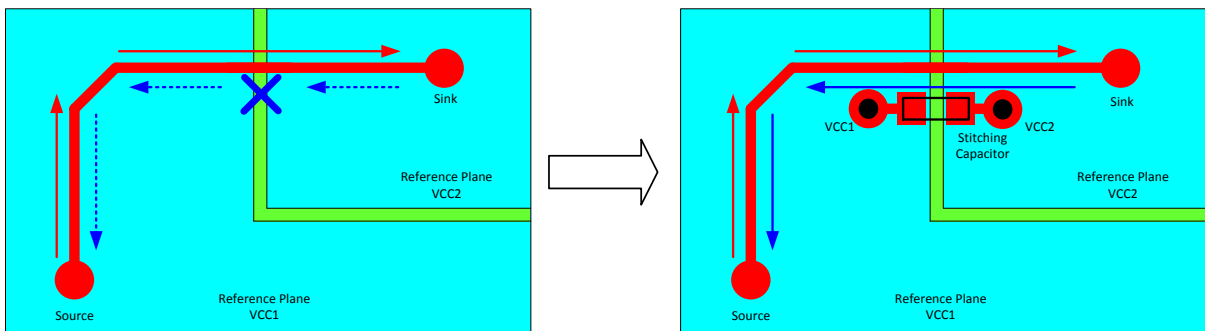 Sink
Reference Plane
VCC2
Reference Plane
VCC1
Source
Sink
VCC1
VCC2
Stitching
Capacitor
Reference Plane
VCC2
Reference Plane
VCC1
Source